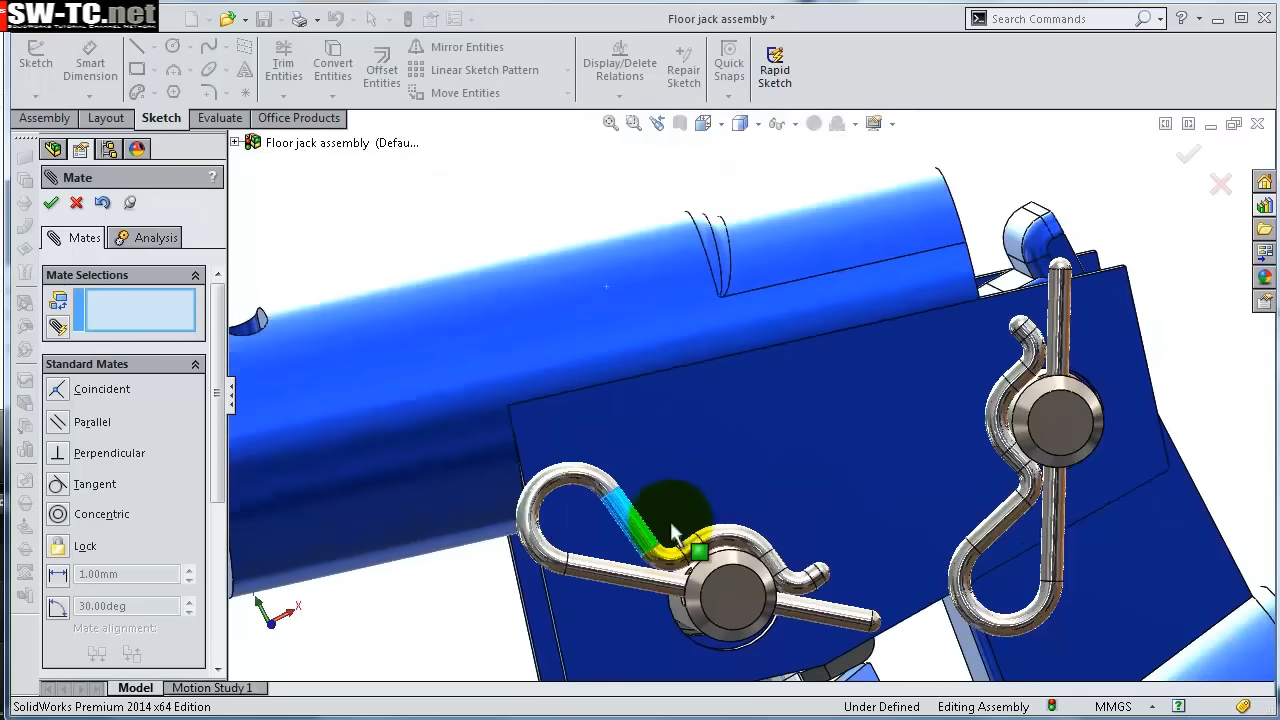 SW-TC.net
SOLIDWORKS TUTORIAL CHANNEL NETWORK
Floor jack assembly
Search Commands
?
Sketch
Smart Dimension
Trim Entities
Convert Entities
Offset Entities
Mirror Entities
Linear Sketch Pattern
Move Entities
Display/Delete Relations
Repair Sketch
Quick Snaps
Rapid Sketch
Assembly
Layout
Sketch
Evaluate
Office Products
Floor jack assembly (Defau...
Mate
?
Mates
Analysis
Mate Selections
Standard Mates
Coincident
Parallel
Perpendicular
Tangent
Concentric
Lock
1.00mm
30.00deg
Mate alignment:
X
Model
Motion Study 1
SolidWorks Premium 2014 x64 Edition
Under Defined
Editing Assembly
MMGS
?